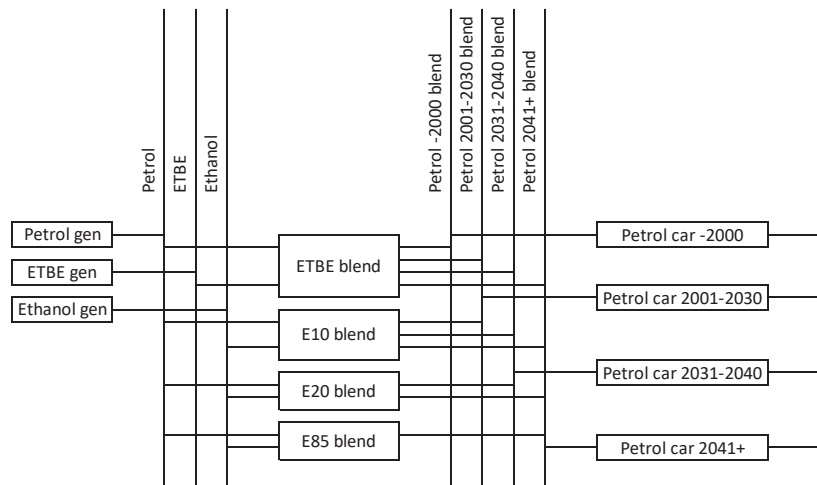 Petrol
ETBE
Ethanol
Petrol -2000 blend
Petrol 2001-2030 blend
Petrol 2031-2040 blend
Petrol 2041+ blend
Petrol gen
ETBE gen
Ethanol gen
ETBE blend
E10 blend
E20 blend
E85 blend
Petrol car -2000
Petrol car 2001-2030
Petrol car 2031-2040
Petrol car 2041+